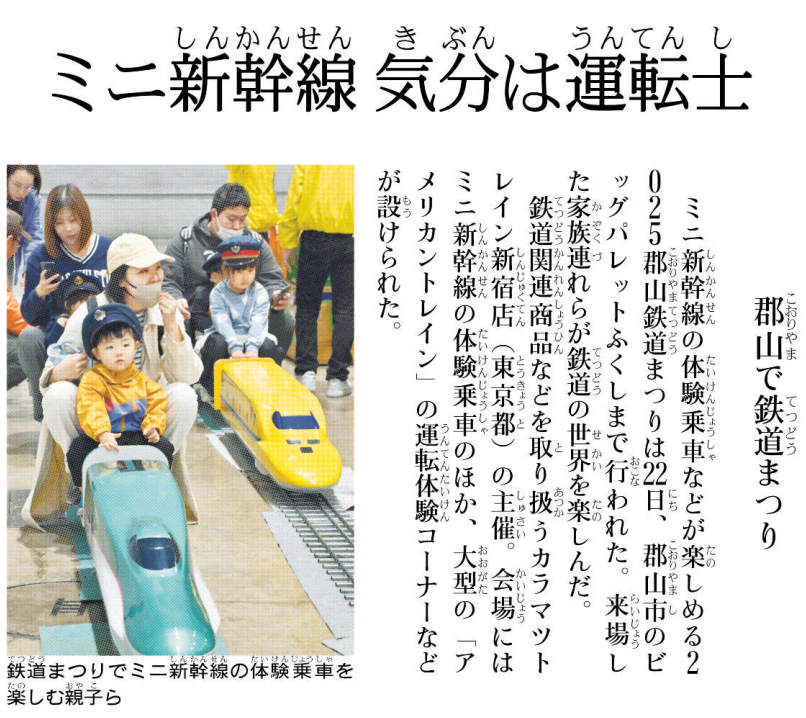 ミニ新幹線 気分は運転士
郡山で鉄道まつり
ミニ新幹線の体験乗車などが楽しめる2
025郡山鉄道まつりは22日、郡山市のビ
ッグパレットふくしまで行われた。来場し
た家族連れらが鉄道の世界を楽しんだ。
鉄道関連商品などを取り扱うカラマツト
レイン新宿店（東京都）の主催。会場には
ミニ新幹線の体験乗車のほか、大型の「ア
メリカントレイン」の運転体験コーナーなど
が設けられた。
鉄道まつりでミニ新幹線の体験乗車を
楽しむ親子ら